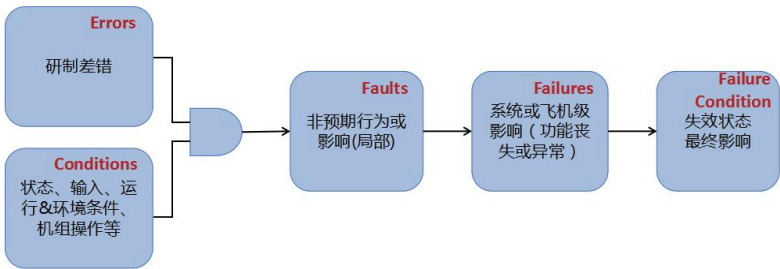 Errors
研制差错
Conditions
状态、输入、运
行&环境条件、
机组操作等
Faults
非预期行为或
影响(局部)
Failures
系统或飞机级
影响（功能丧
失或异常）
Failure
Condition
失效状态
最终影响